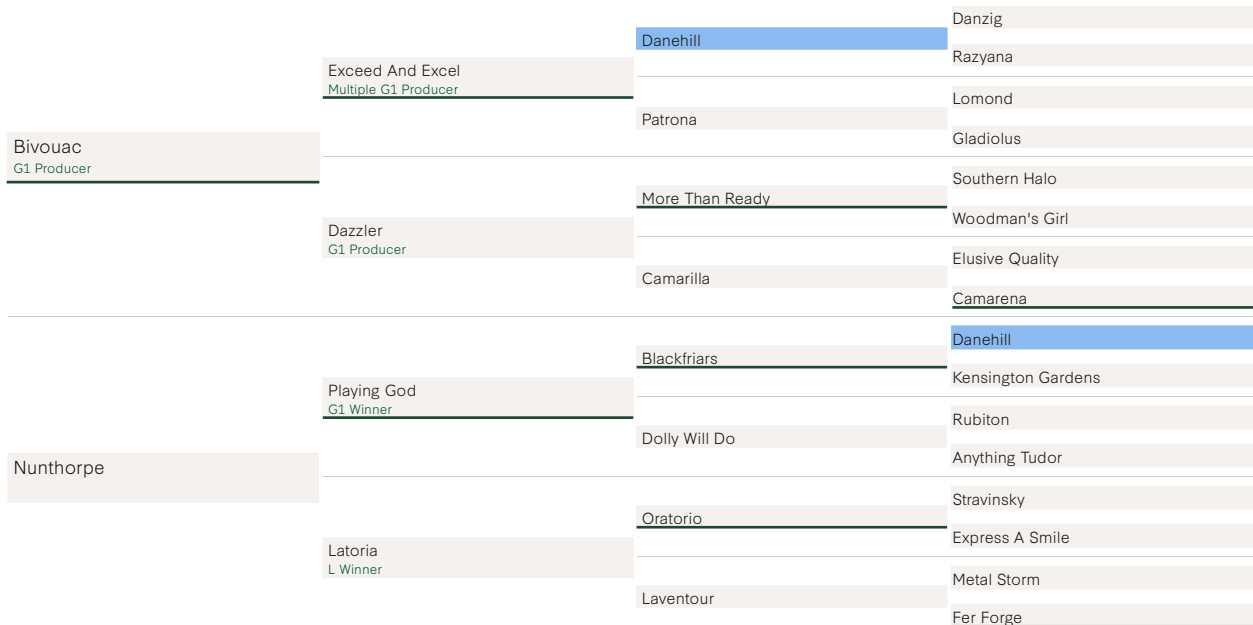 Bivouac
G1 Producer
Nunthorpe
Exceed And Excel
Multiple G1 Producer
Dazzler
G1 Producer
Playing God
G1 Winner
Latoria
L Winner
Danehill
Patrona
More Than Ready
Camarilla
Blackfriars
Dolly Will Do
Oratorio
Laventour
Danzig
Razyana
Lomond
Gladiolus
Southern Halo
Woodman's Girl
Elusive Quality
Camarena
Danehill
Kensington Gardens
Rubiton
Anything Tudor
Stravinsky
Express A Smile
Metal Storm
Fer Forge